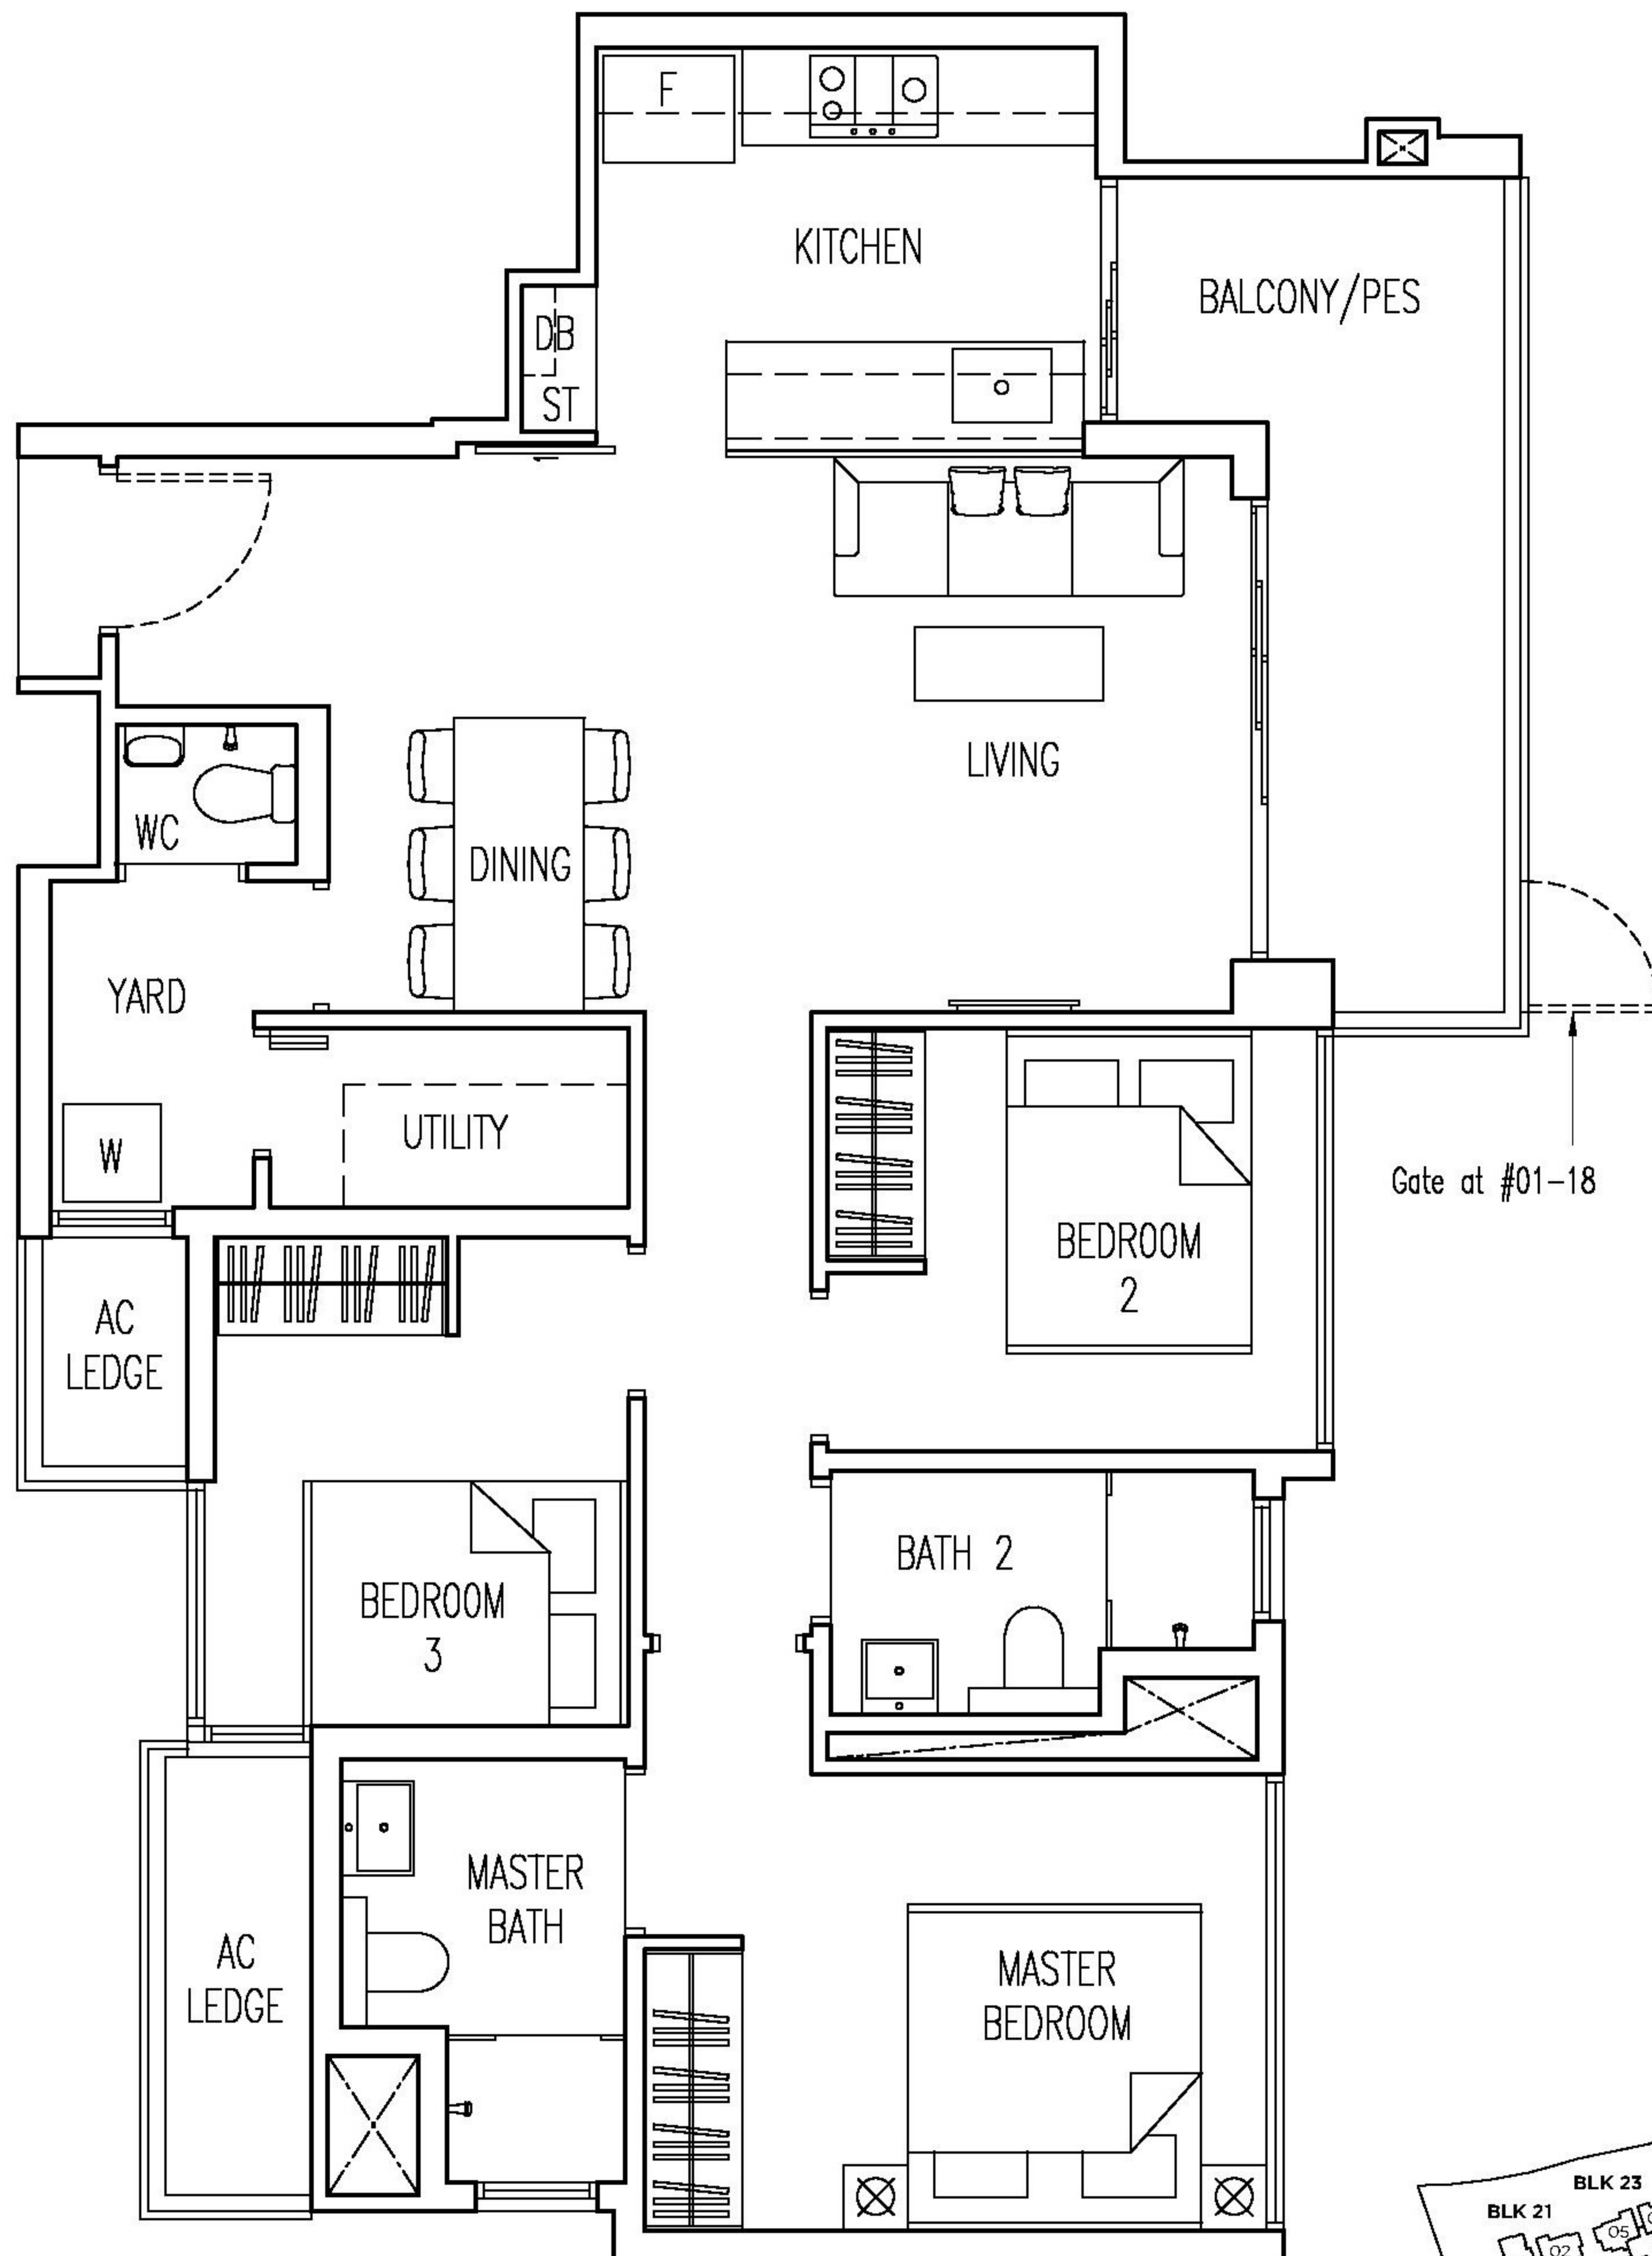 F
KITCHEN
BALCONY/PES
DB
ST
LIVING
WC
DINING
YARD
UTILITY
W
Gate at #01-18
BEDROOM
2
AC
LEDGE
BATH 2
BEDROOM
3
MASTER
BATH
AC
LEDGE
MASTER
BEDROOM
BLK 23
BLK 21
05
02